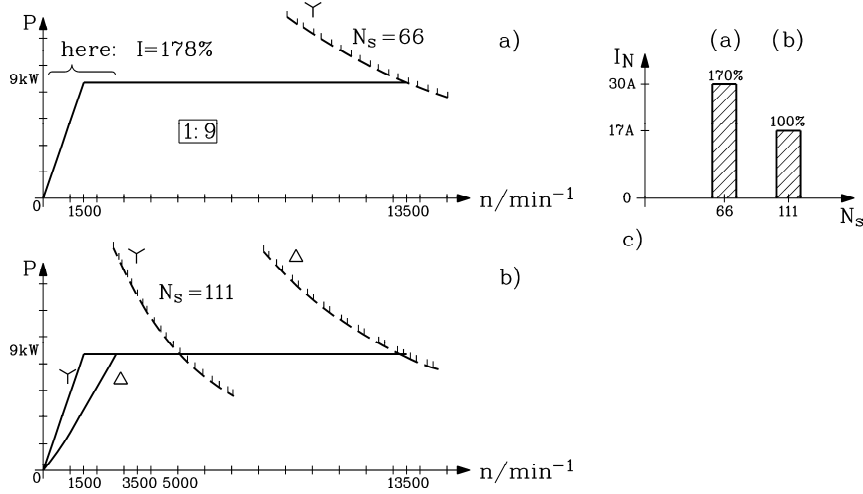 P
here: I=178%
9kW
N_s=66
a)
1:9
0
1500
13500
n/min⁻¹
(a) (b)
I_N
30A
170%
17A
100%
0
66
111
N_s
c)
P
b)
N_s=111
9kW
0
1500
3500
5000
13500
n/min⁻¹